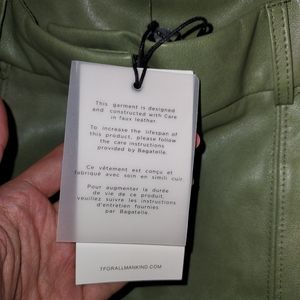 This garment is designed
and constructed with Care
in faux leather.
To increase the lifespan of
this product, please follow
the care instructions
provided by Bagatelle.
Ce vêtement est conçu et
fabriqué avec soin en simili cuir
Pour augmenter la durée
de vie de ce produit,
veuillez suivre les instructions
d'entretien fournies
par Bagatelle.
7FORALLMANKIND.COM